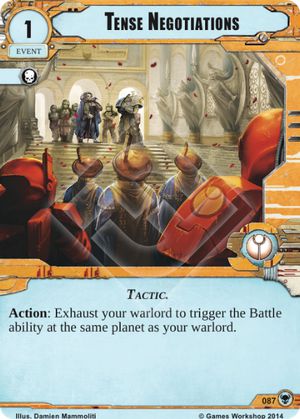 1
TENSE NEGOTIATIONS
EVENT
TACTIC.
Action: Exhaust your warlord to trigger the Battle
ability at the same planet as your warlord.
087
Illus. Damien Mammoliti
© Games Workshop 2014